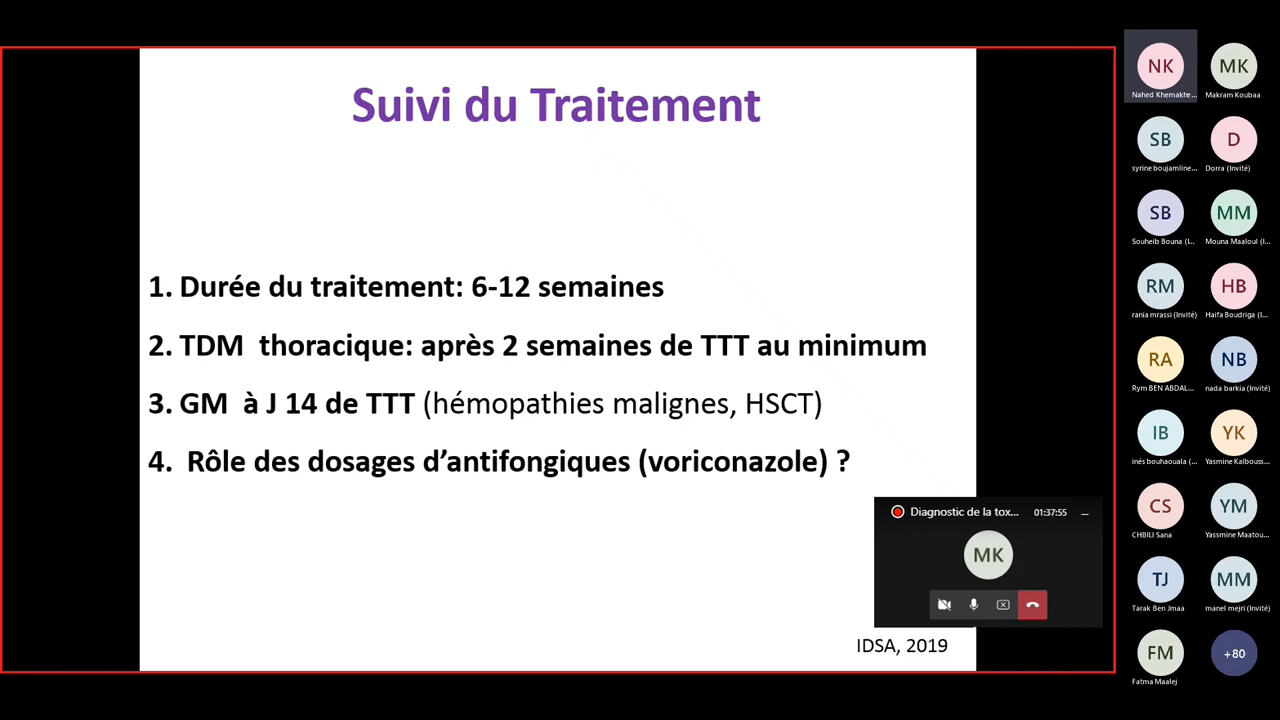 Suivi du Traitement
1. Durée du traitement: 6-12 semaines
2. TDM thoracique: après 2 semaines de TTT au minimum
3. GM à J 14 de TTT (hémopathies malignes, HSCT)
4. Rôle des dosages d’antifongiques (voriconazole) ?
IDSA, 2019
Diagnostic de la tox... 01:37:55
MK
NK MK
Nahed Khemakhe... Makram Koubaa
SB D
syrine boujamline... Dorra (Invité)
SB MM
Souheib Bouna (I... Mouna Maaloul (I...
RM HB
rania mrassi (Invité) Haifa Boudriga (I...
RA NB
Rym BEN ABDAL... nada barkia (Invité)
IB YK
inés bouhaouala (... Yasmine Kalbouss...
CS YM
CHBILI Sana Yassmine Maatou...
TJ MM
Tarak Ben Jmaa manel mejri (Invité)
FM +80
Fatma Maalej